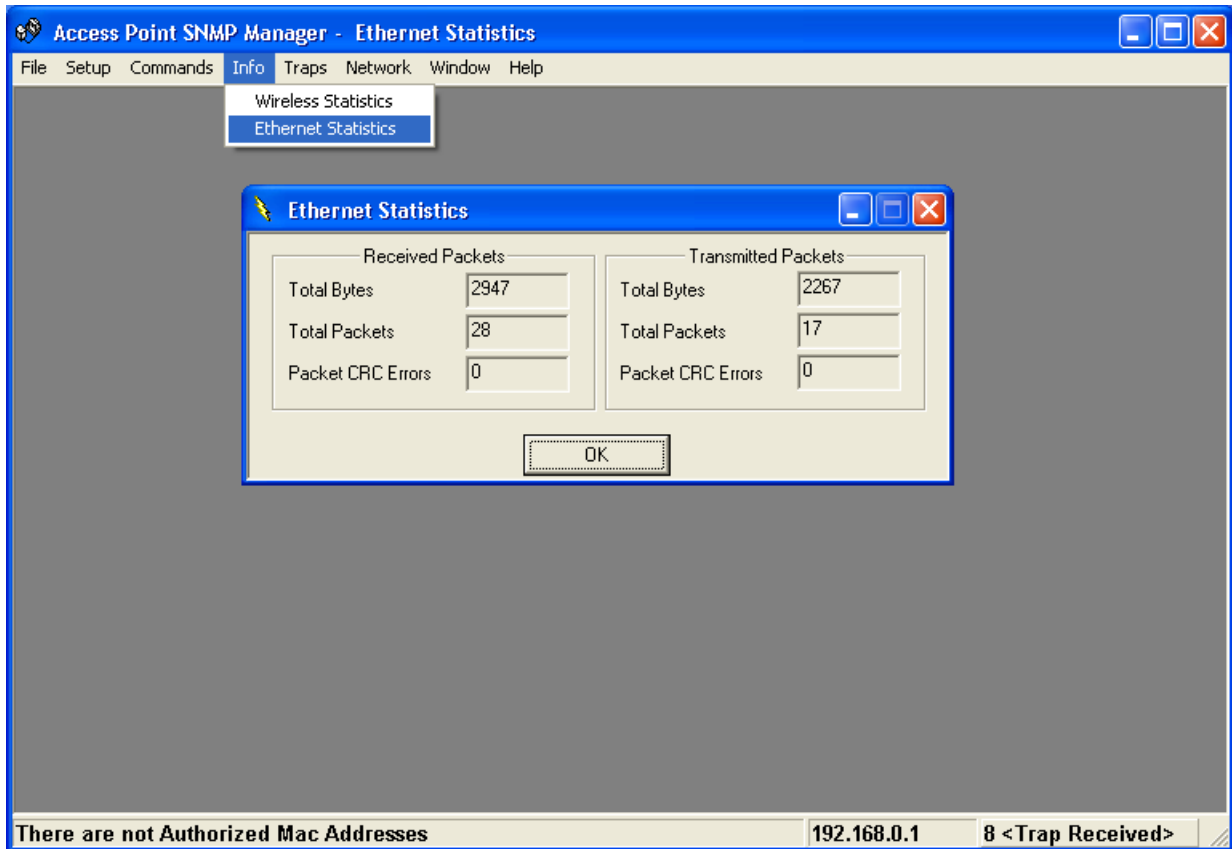 Access Point SNMP Manager - Ethernet Statistics
File Setup Commands Info Traps Network Window Help
Wireless Statistics
Ethernet Statistics
Ethernet Statistics
Received Packets
Total Bytes 2947
Total Packets 28
Packet CRC Errors 0
Transmitted Packets
Total Bytes 2267
Total Packets 17
Packet CRC Errors 0
OK
There are not Authorized Mac Addresses 192.168.0.1 8 <Trap Received>